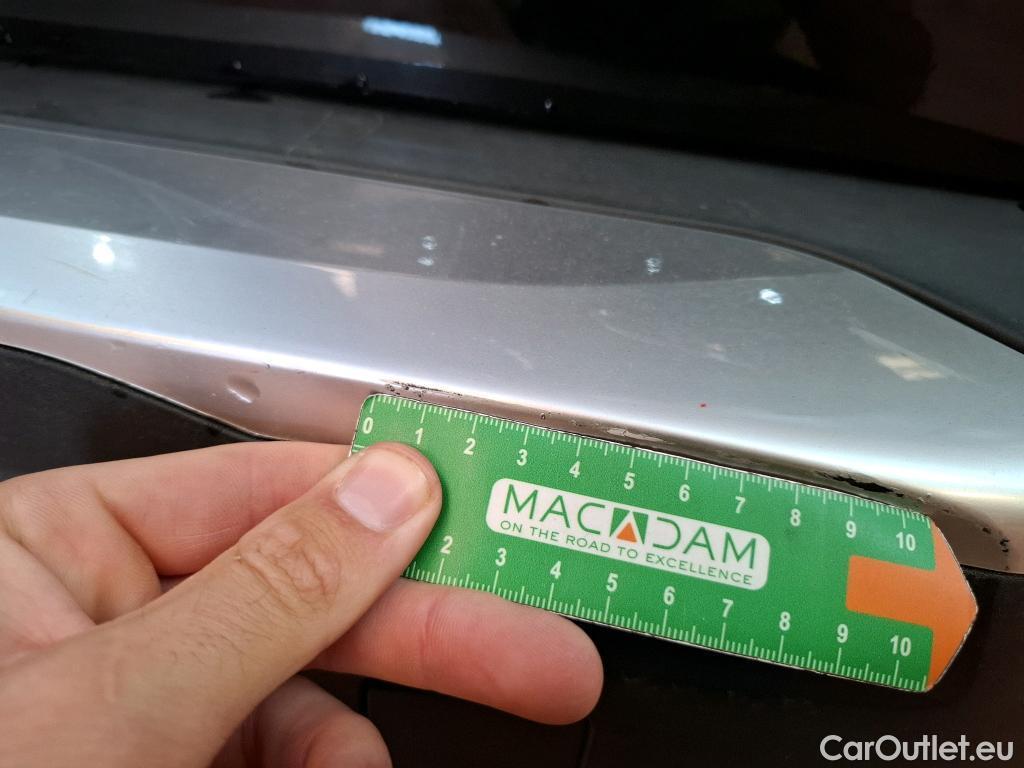 0 1 2 3 4 5 6 7 8 9 10
MACADAM
ON THE ROAD TO EXCELLENCE
2 3 4 5 6 7 8 9 10
CarOutlet.eu